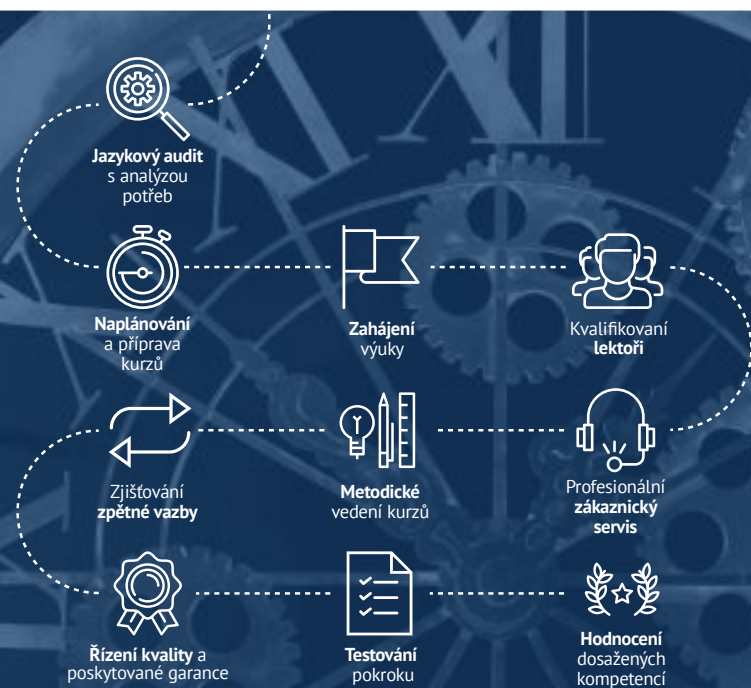 Jazykový audit
s analýzou
potřeb
Naplánování
a příprava
kurzů
Zahájení
výuky
Kvalifikovaní
lektoři
Profesionální
zákaznický
servis
Metodické
vedení kurzů
Zjišťování
zpětné vazby
Řízení kvality a
poskytované garance
Testování
pokroku
Hodnocení
dosažených
kompetencí